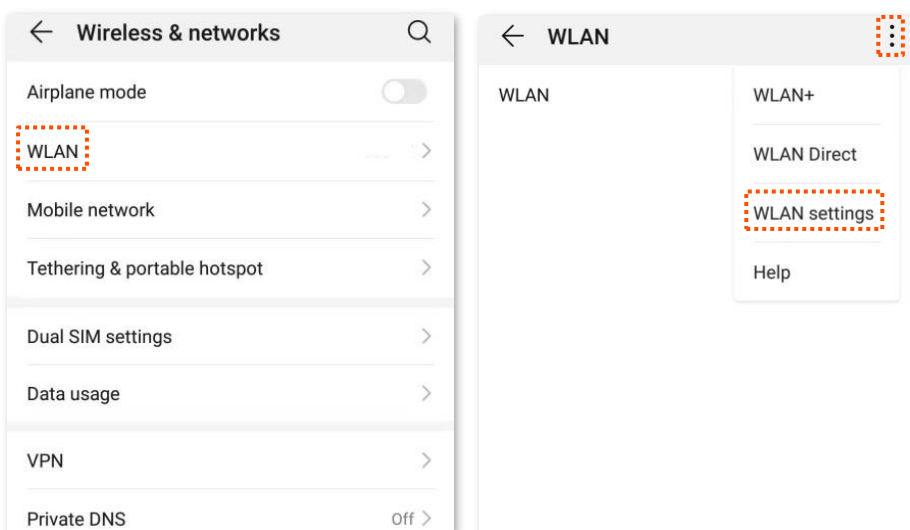 Wireless & networks
Airplane mode
WLAN
Mobile network
Tethering & portable hotspot
Dual SIM settings
Data usage
VPN
Private DNS
Off
WLAN
WLAN
WLAN+
WLAN Direct
WLAN settings
Help